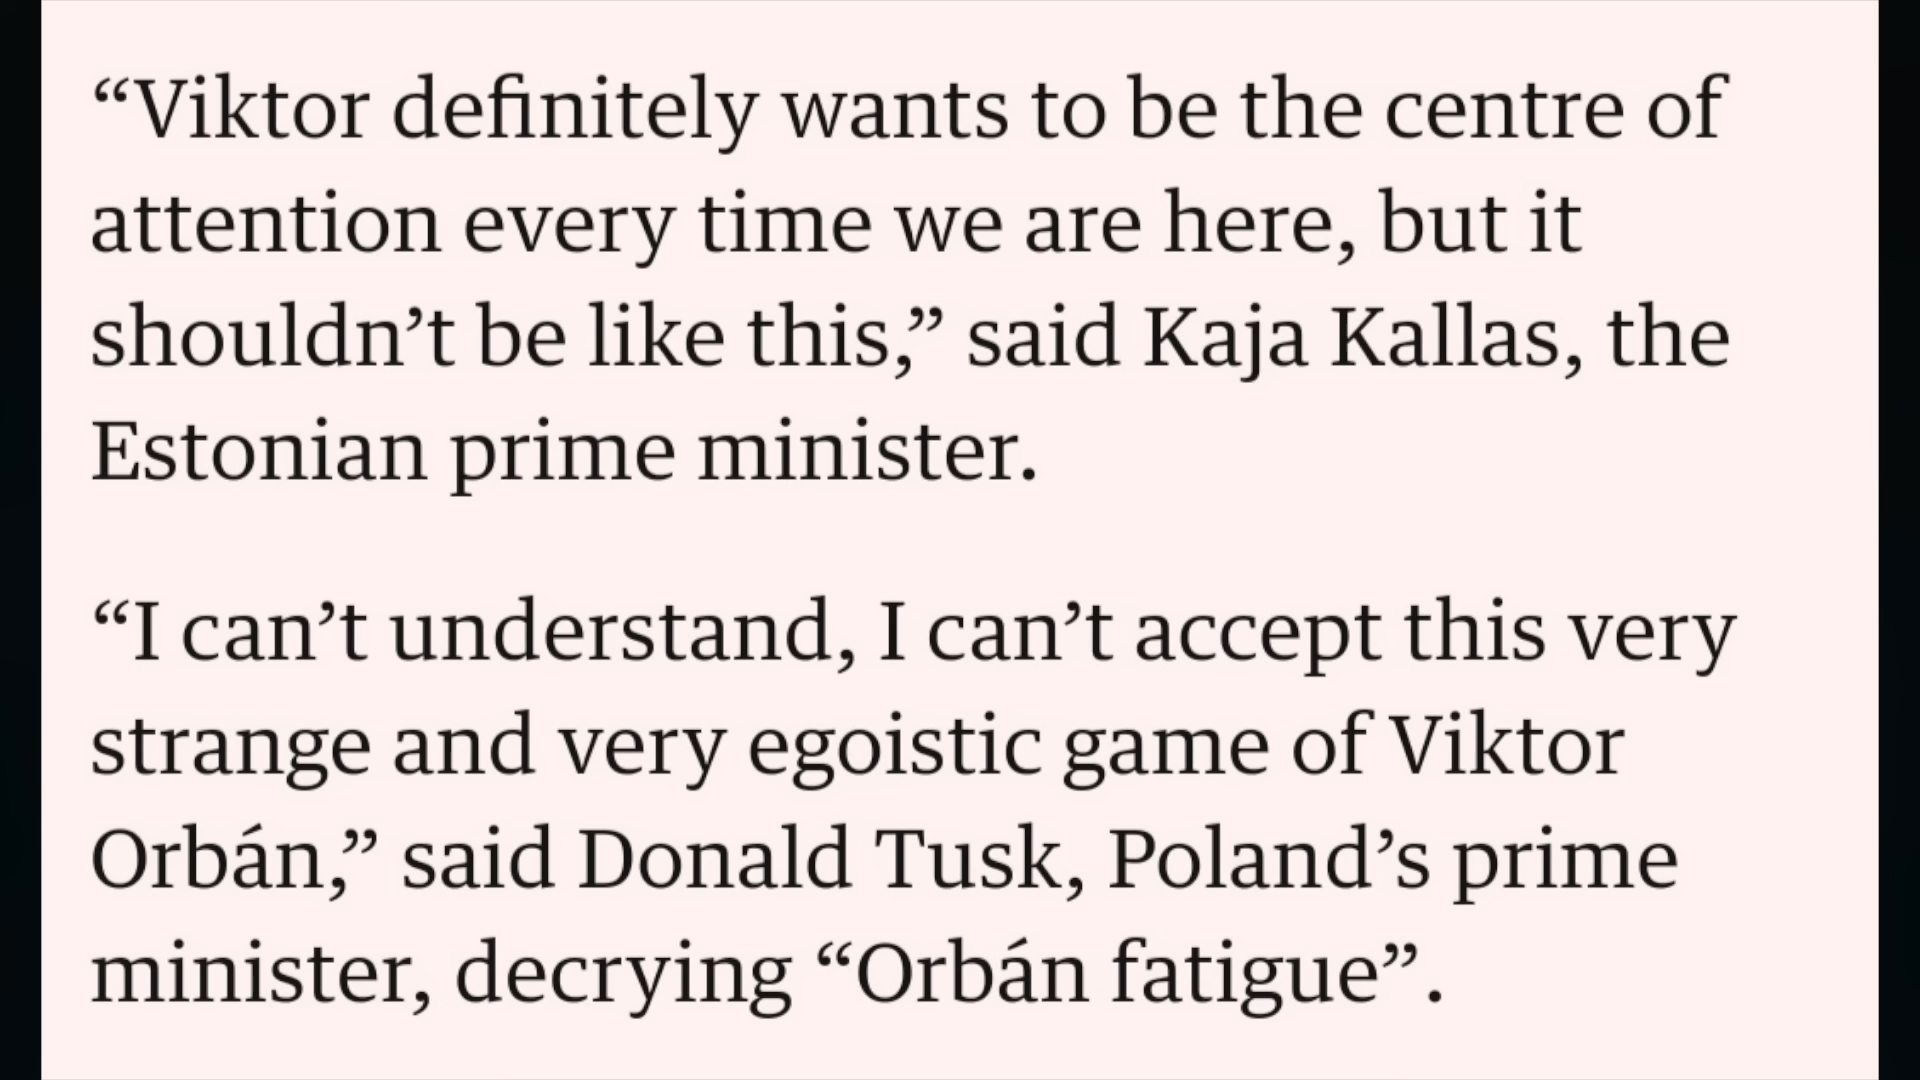 “Viktor definitely wants to be the centre of
attention every time we are here, but it
shouldn’t be like this,” said Kaja Kallas, the
Estonian prime minister.
“I can’t understand, I can’t accept this very
strange and very egoistic game of Viktor
Orbán,” said Donald Tusk, Poland’s prime
minister, decrying “Orbán fatigue”.